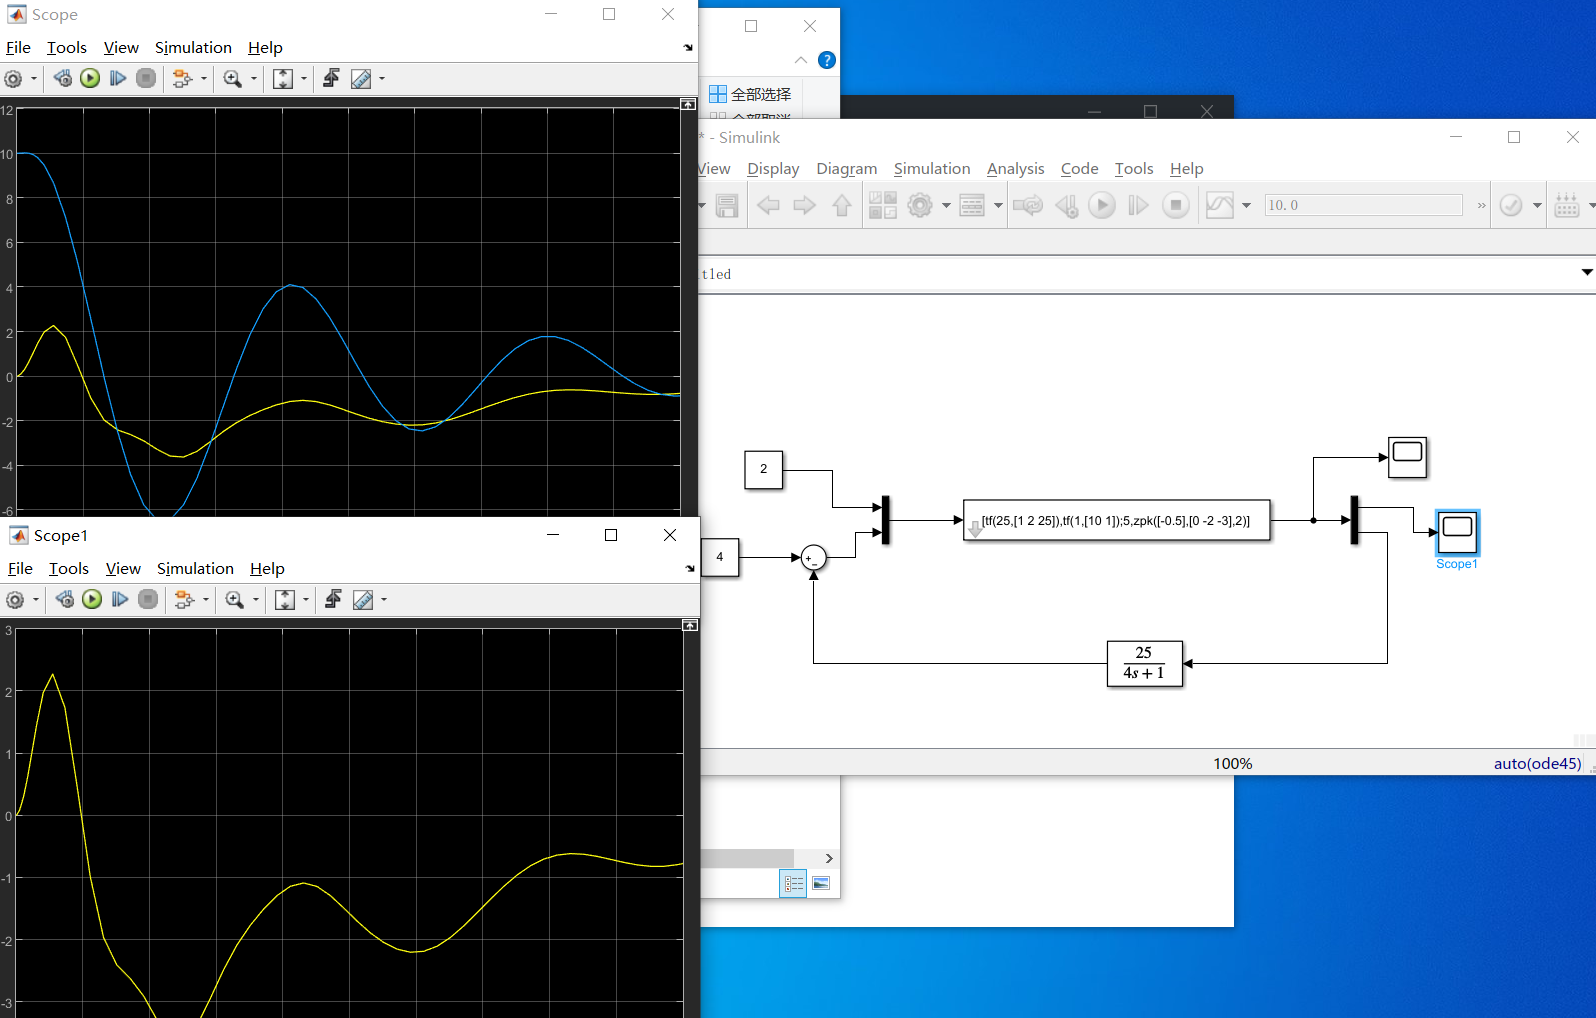 Scope
File Tools View Simulation Help
12
10
8
6
4
2
0
-2
-4
-6
全部选择
* - Simulink
View Display Diagram Simulation Analysis Code Tools Help
10.0
»
tled
2
4
+
−
[tf(25,[1 2 25]),tf(1,[10 1]);5,zpk([-0.5],[0 -2 -3],2)]
Scope1
25
4s + 1
100%
auto(ode45)
Scope1
File Tools View Simulation Help
3
2
1
0
-1
-2
-3